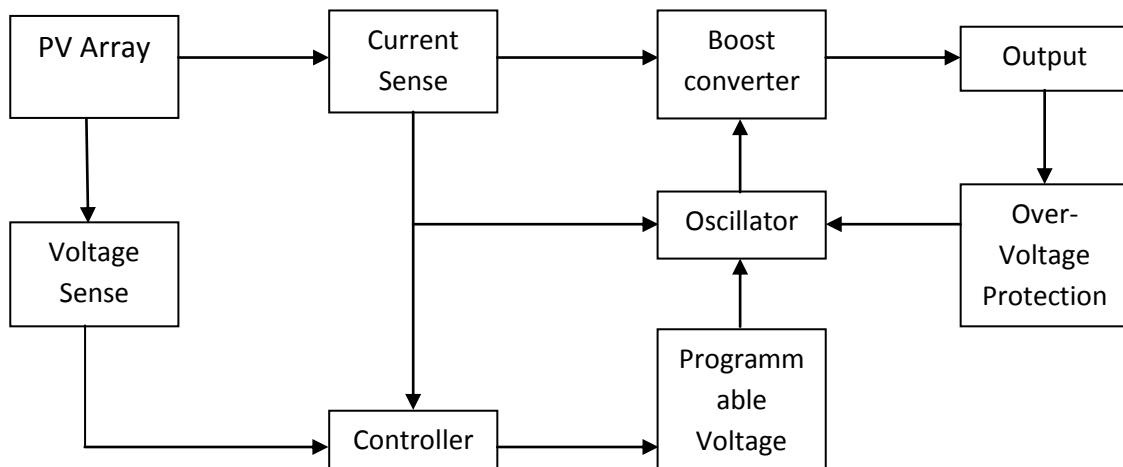 PV Array
Current
Sense
Boost
converter
Output
Voltage
Sense
Oscillator
Over-
Voltage
Protection
Controller
Programm
able
Voltage